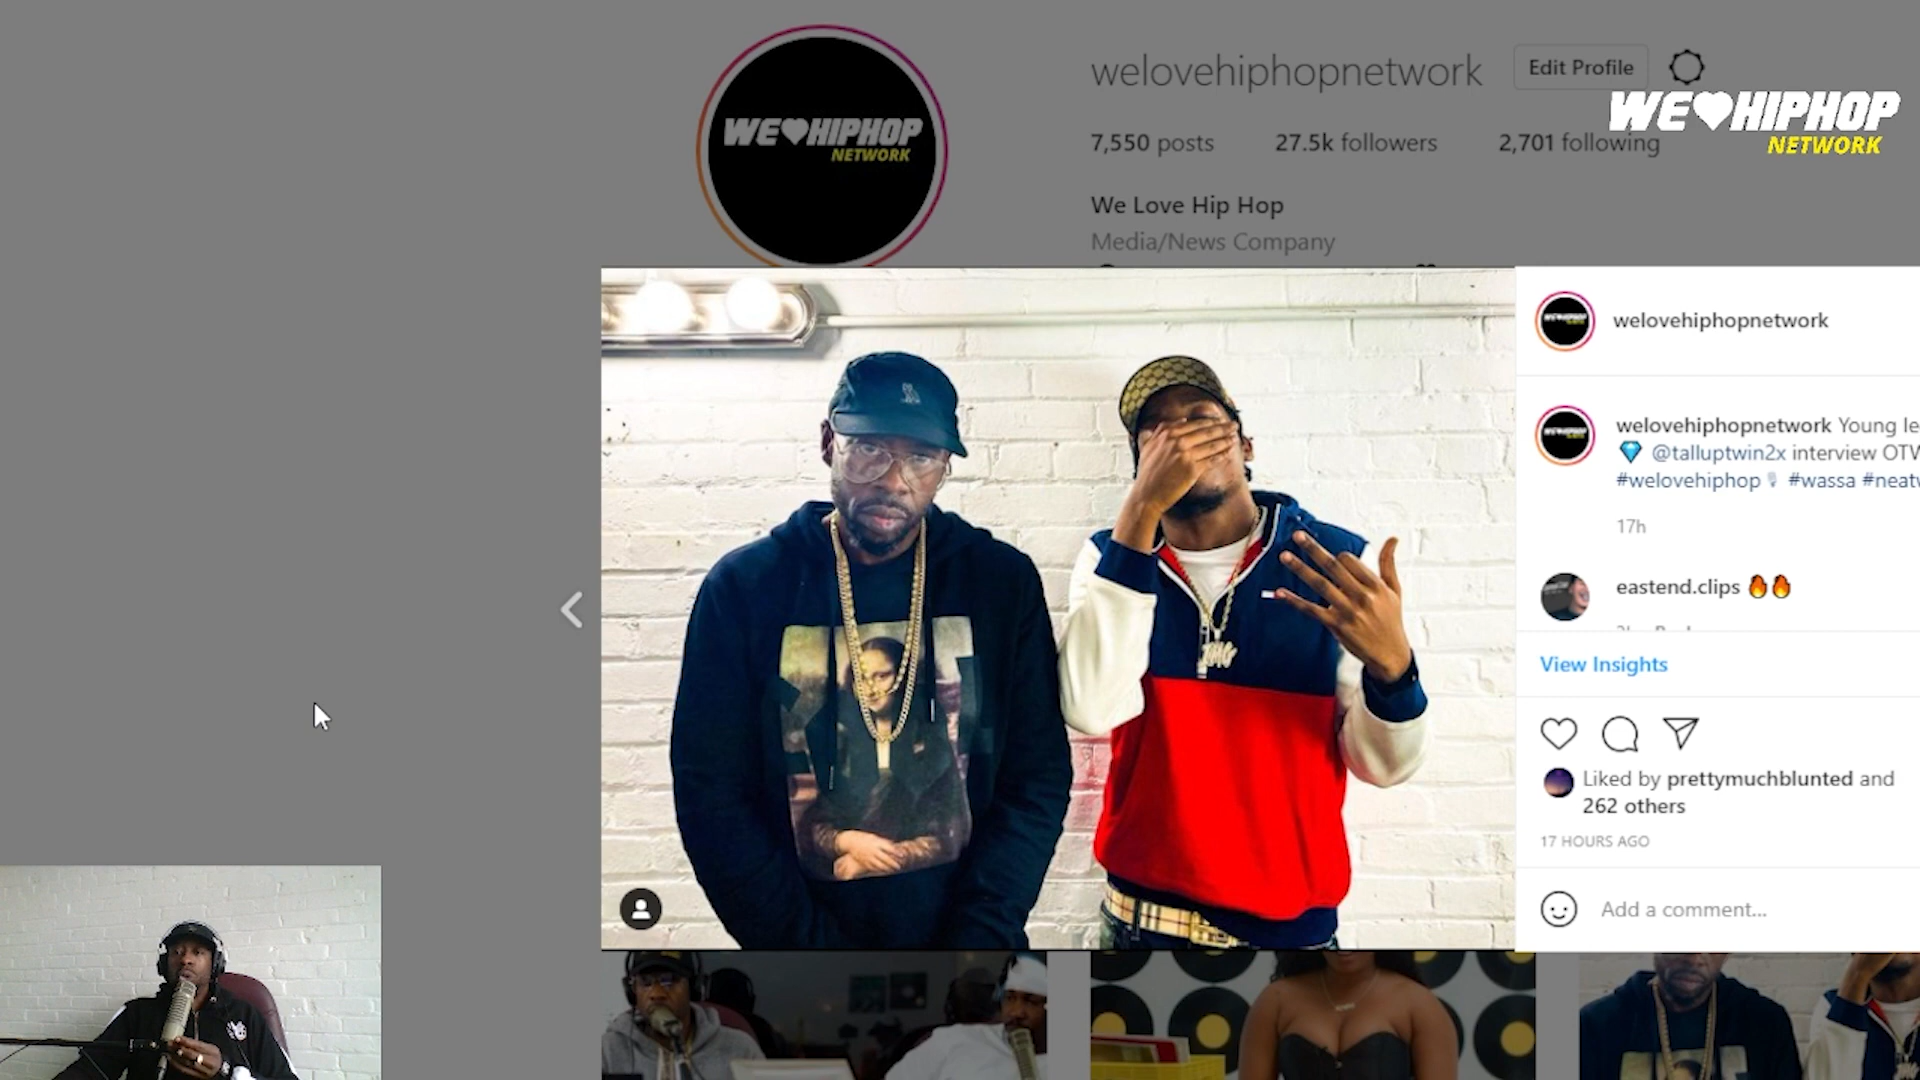 WE HIPHOP
NETWORK
welovehiphopnetwork
Edit Profile
WE HIPHOP
NETWORK
7,550 posts
27.5k followers
2,701 following
We Love Hip Hop
Media/News Company
welovehiphopnetwork
welovehiphopnetwork Young le
@talluptwin2x interview OTW
#welovehiphop #wassa #neatw
17h
eastend.clips
View Insights
Liked by prettymuchblunted and
262 others
17 HOURS AGO
Add a comment...